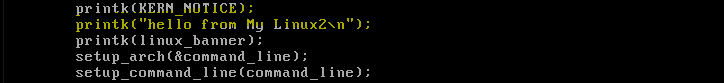 printk(KERN_NOTICE);
printk("hello from My Linux2\n");
printk(linux_banner);
setup_arch(&command_line);
setup_command_line(command_line);